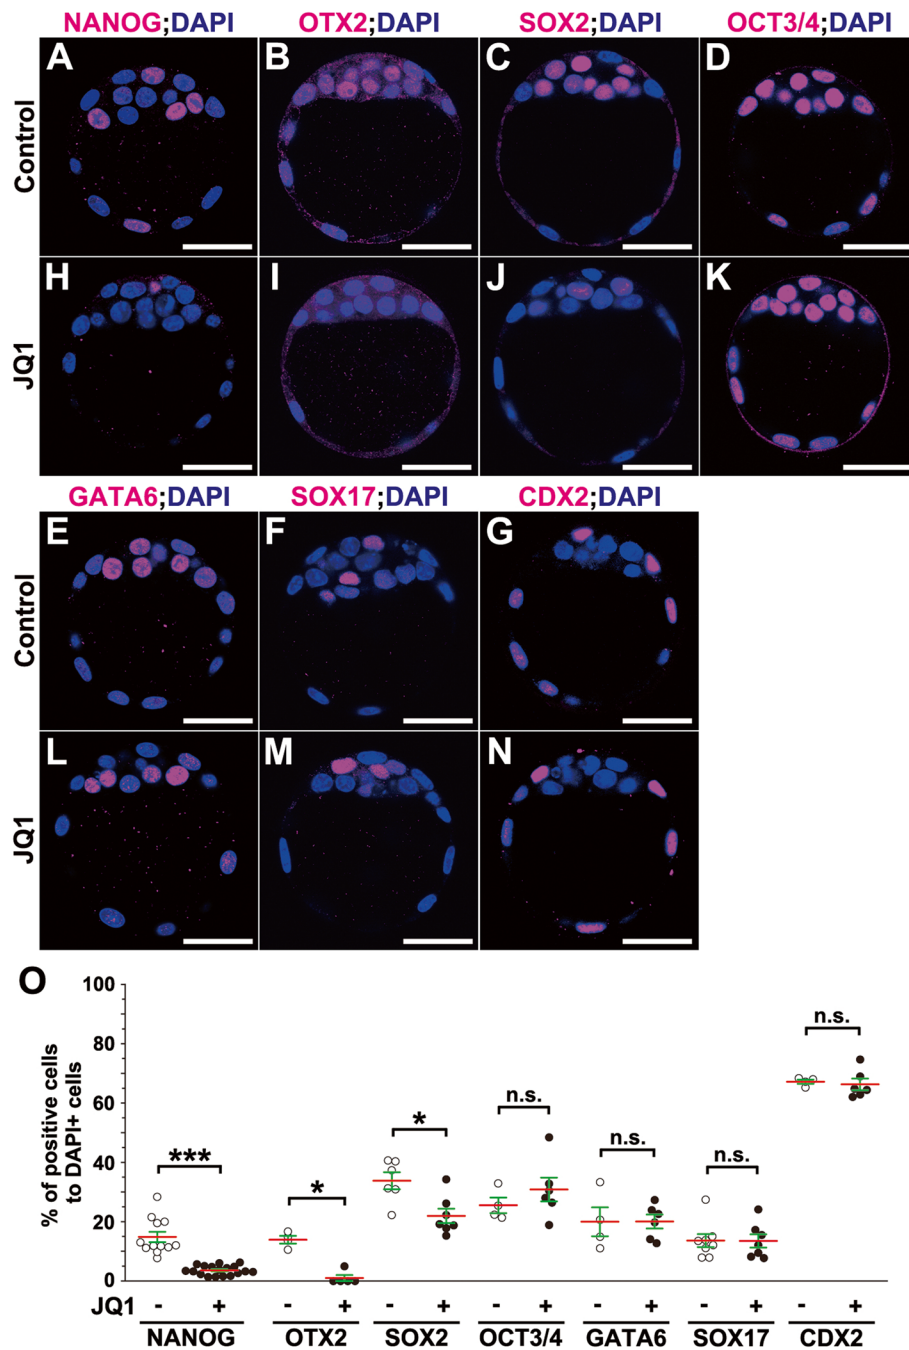 NANOG;DAPI OTX2;DAPI SOX2;DAPI OCT3/4;DAPI
Control A B C D
JQ1 H I J K
GATA6;DAPI SOX17;DAPI CDX2;DAPI
Control E F G
JQ1 L M N
O
% of positive cells
to DAPI+ cells
100
80
60
40
20
0
*** * * n.s. n.s. n.s. n.s.
JQ1 - + - + - + - + - + - + - +
NANOG OTX2 SOX2 OCT3/4 GATA6 SOX17 CDX2